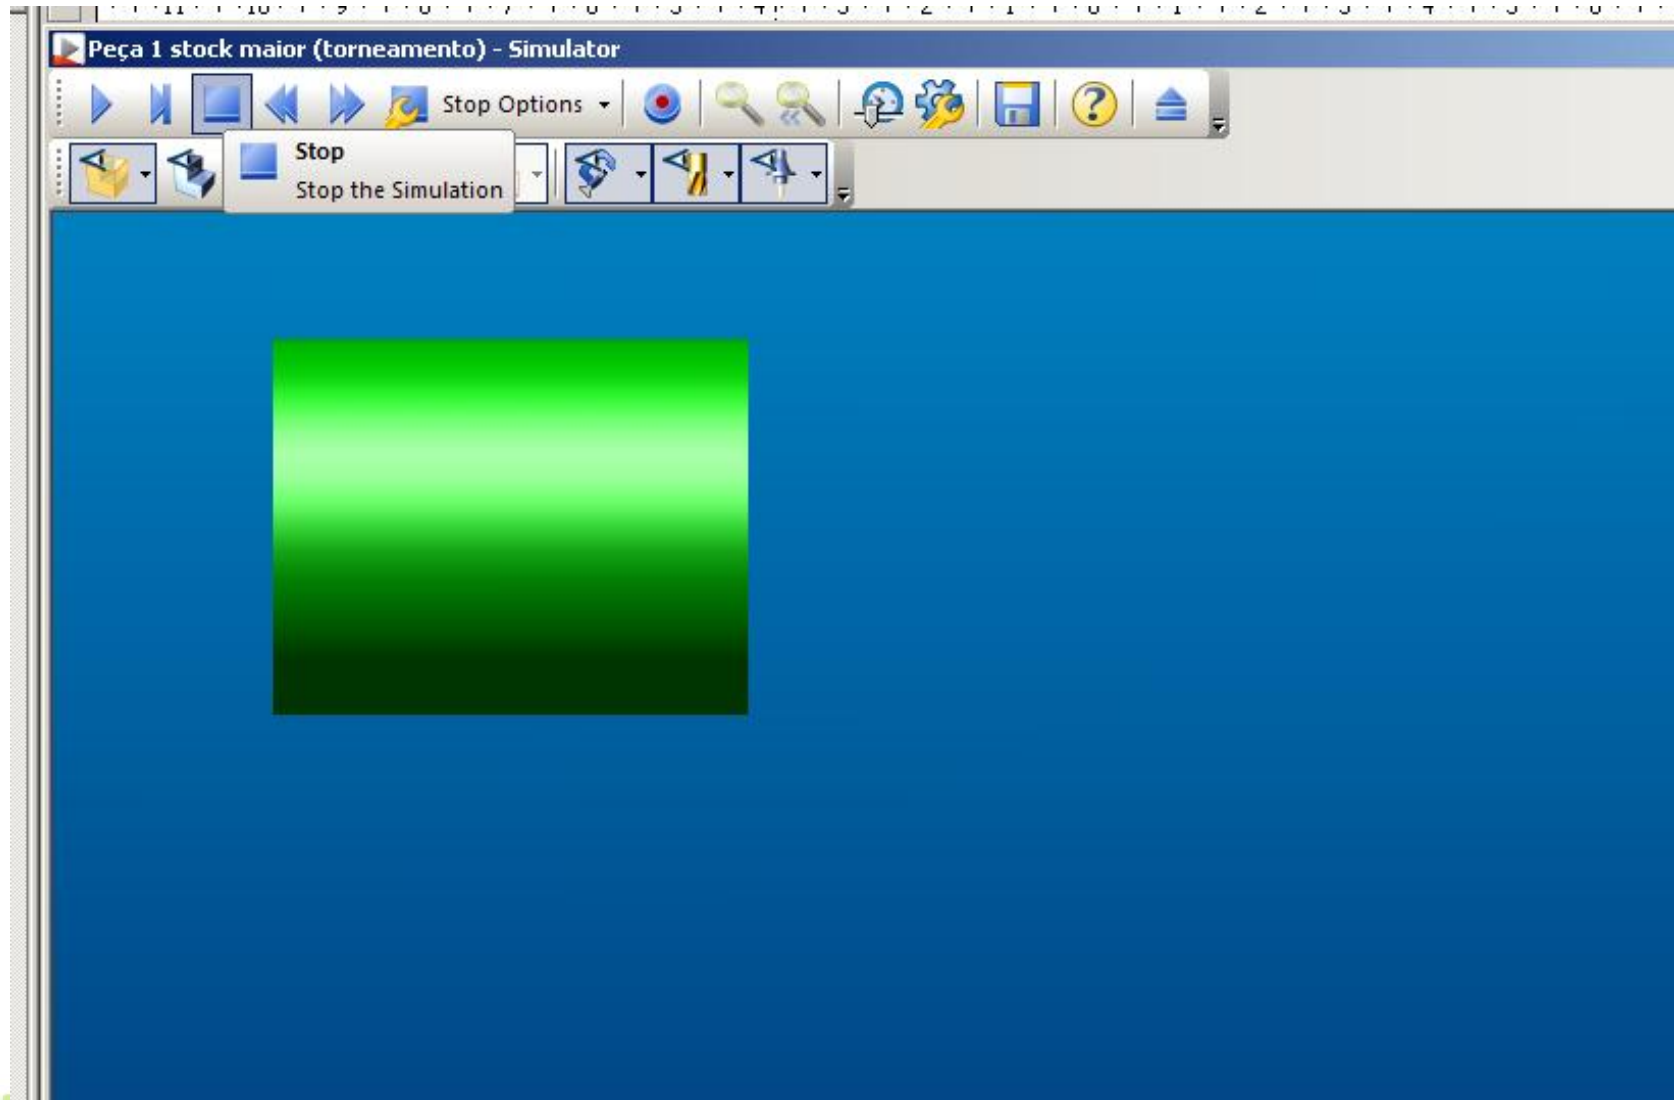 Peça 1 stock maior (torneamento) - Simulator
Stop Options
Stop
Stop the Simulation